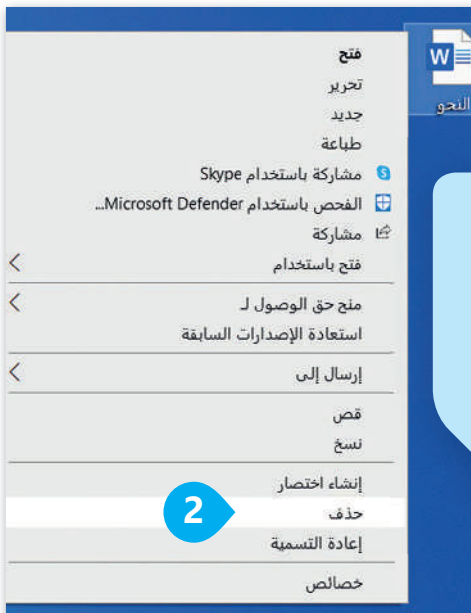 W
النحو
فتح
تحرير
جديد
طباعة
مشاركة باستخدام Skype
الفحص باستخدام Microsoft Defender...
مشاركة
فتح باستخدام
منح حق الوصول لـ
استعادة الإصدارات السابقة
إرسال إلى
قص
نسخ
إنشاء اختصار
حذف
2
إعادة التسمية
خصائص